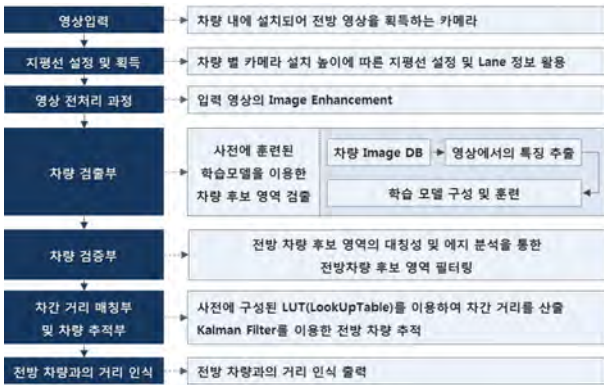 영상입력
차량 내에 설치되어 전방 영상을 획득하는 카메라
지평선 설정 및 획득
차량 별 카메라 설치 높이에 따른 지평선 설정 및 Lane 정보 활용
영상 전처리 과정
입력 영상의 Image Enhancement
차량 검출부
사전에 훈련된
학습모델을 이용한
차량 후보 영역 검출
차량 Image DB
영상에서의 특징 추출
학습 모델 구성 및 훈련
차량 검증부
전방 차량 후보 영역의 대칭성 및 에지 분석을 통한
전방차량 후보 영역 필터링
차간 거리 매칭부
및 차량 추적부
사전에 구성된 LUT(LookUpTable)를 이용하여 차간 거리를 산출
Kalman Filter를 이용한 전방 차량 추적
전방 차량과의 거리 인식
전방 차량과의 거리 인식 출력